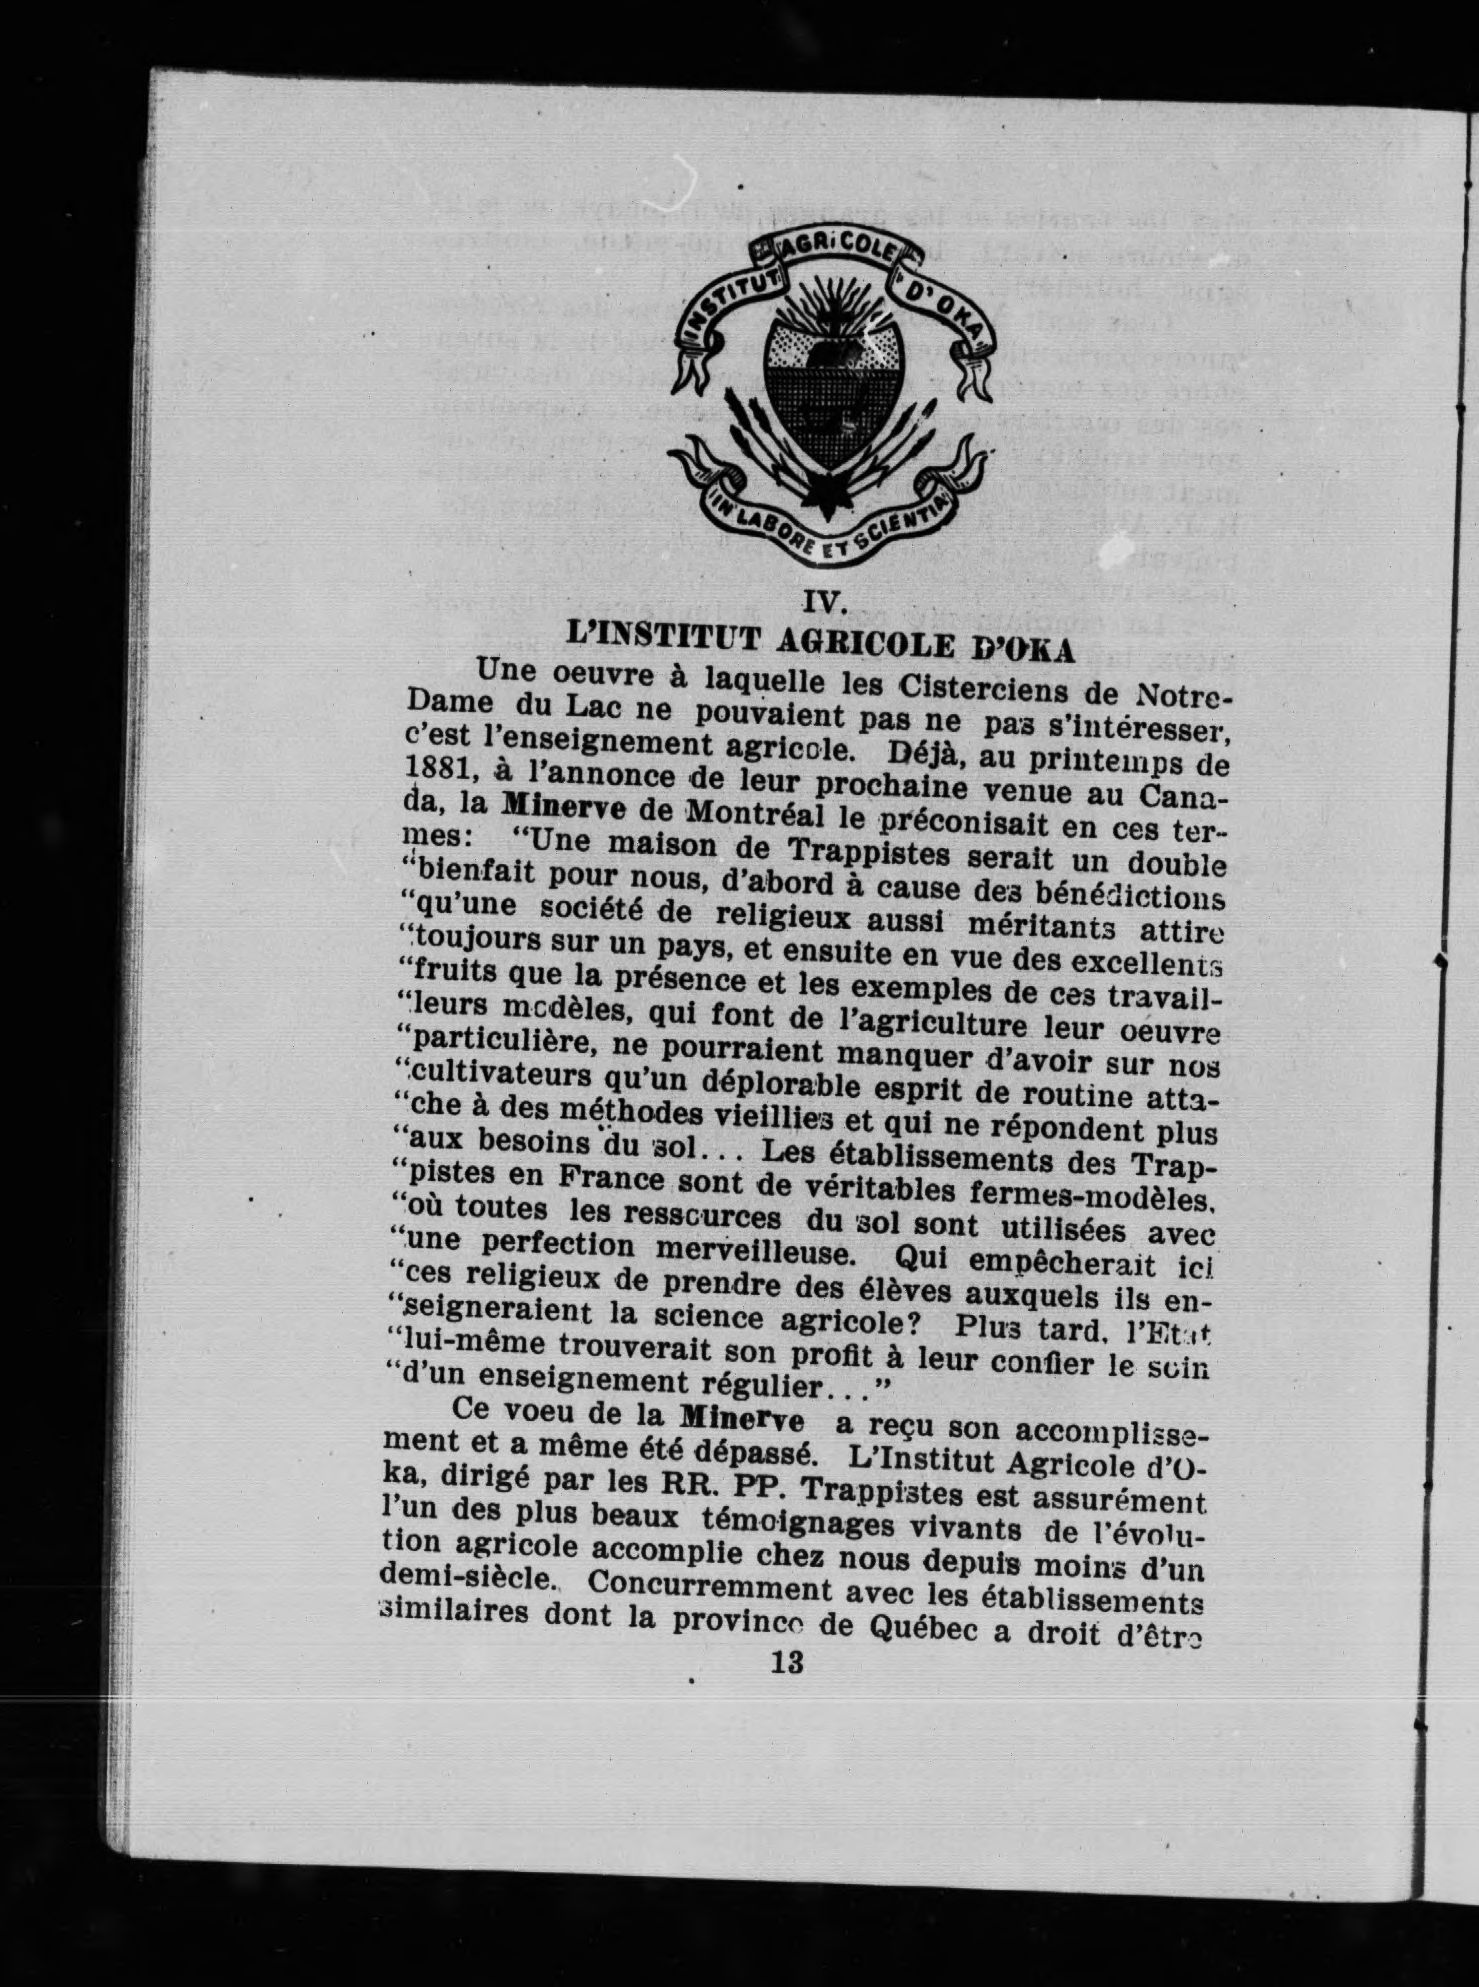 INSTITUT AGRICOLE D'OKA
IN LABORE ET SCIENTIA
IV.
L'INSTITUT AGRICOLE D'OKA
Une oeuvre à laquelle les Cisterciens de Notre-
Dame du Lac ne pouvaient pas ne pas s'intéresser,
c'est l'enseignement agricole. Déjà, au printemps de
1881, à l'annonce de leur prochaine venue au Cana-
da, la Minerve de Montréal le préconisait en ces ter-
mes: "Une maison de Trappistes serait un double
"bienfait pour nous, d'abord à cause des bénédictions
"qu'une société de religieux aussi méritants attire
"toujours sur un pays, et ensuite en vue des excellents
"fruits que la présence et les exemples de ces travail-
"leurs modèles, qui font de l'agriculture leur oeuvre
"particulière, ne pourraient manquer d'avoir sur nos
"cultivateurs qu'un déplorable esprit de routine atta-
"che à des méthodes vieillies et qui ne répondent plus
"aux besoins du sol... Les établissements des Trap-
"pistes en France sont de véritables fermes-modèles,
"où toutes les ressources du sol sont utilisées avec
"une perfection merveilleuse. Qui empêcherait ici
"ces religieux de prendre des élèves auxquels ils en-
"seigneraient la science agricole? Plus tard, l'Etat
"lui-même trouverait son profit à leur confier le soin
"d'un enseignement régulier..."
Ce voeu de la Minerve a reçu son accomplisse-
ment et a même été dépassé. L'Institut Agricole d'O-
ka, dirigé par les RR. PP. Trappistes est assurément
l'un des plus beaux témoignages vivants de l'évolu-
tion agricole accomplie chez nous depuis moins d'un
demi-siècle. Concurremment avec les établissements
similaires dont la province de Québec a droit d'être
13